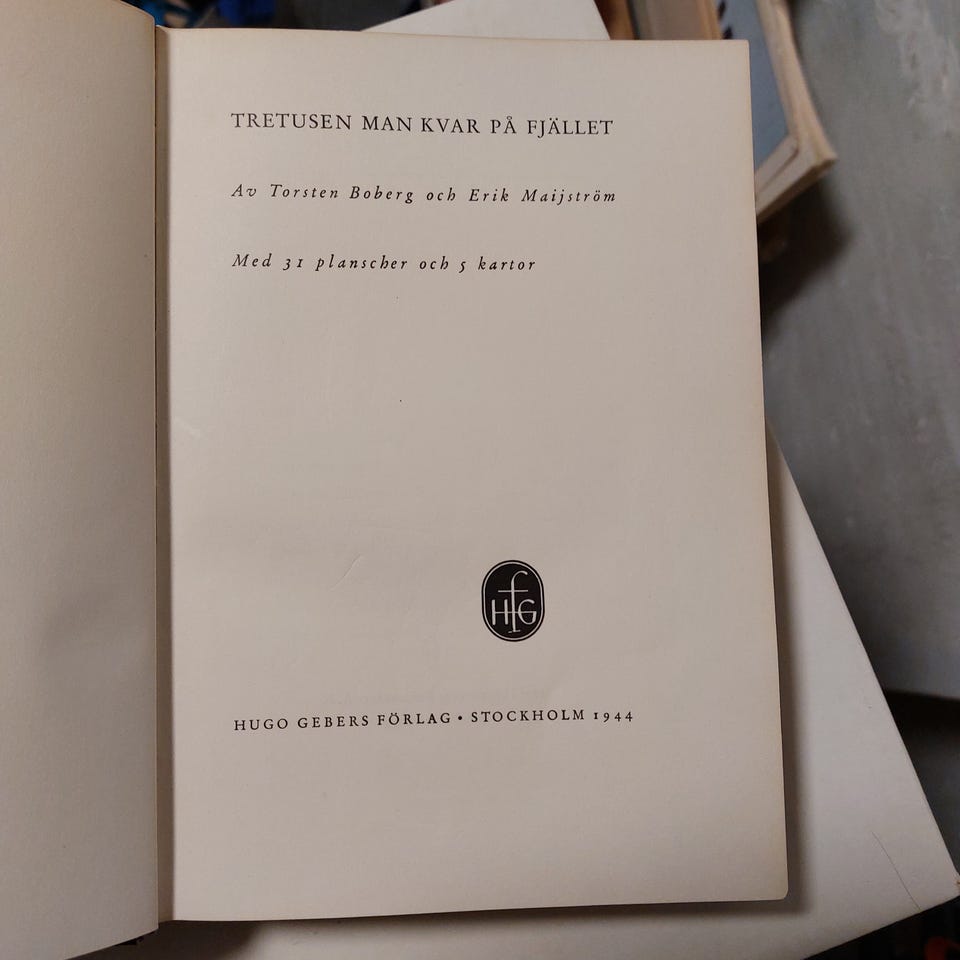 TRETUSEN MAN KVAR PÅ FJÄLLET
Av Torsten Boberg och Erik Maijström
Med 31 planscher och 5 kartor
HfG
HUGO GEBERS FÖRLAG • STOCKHOLM 1944